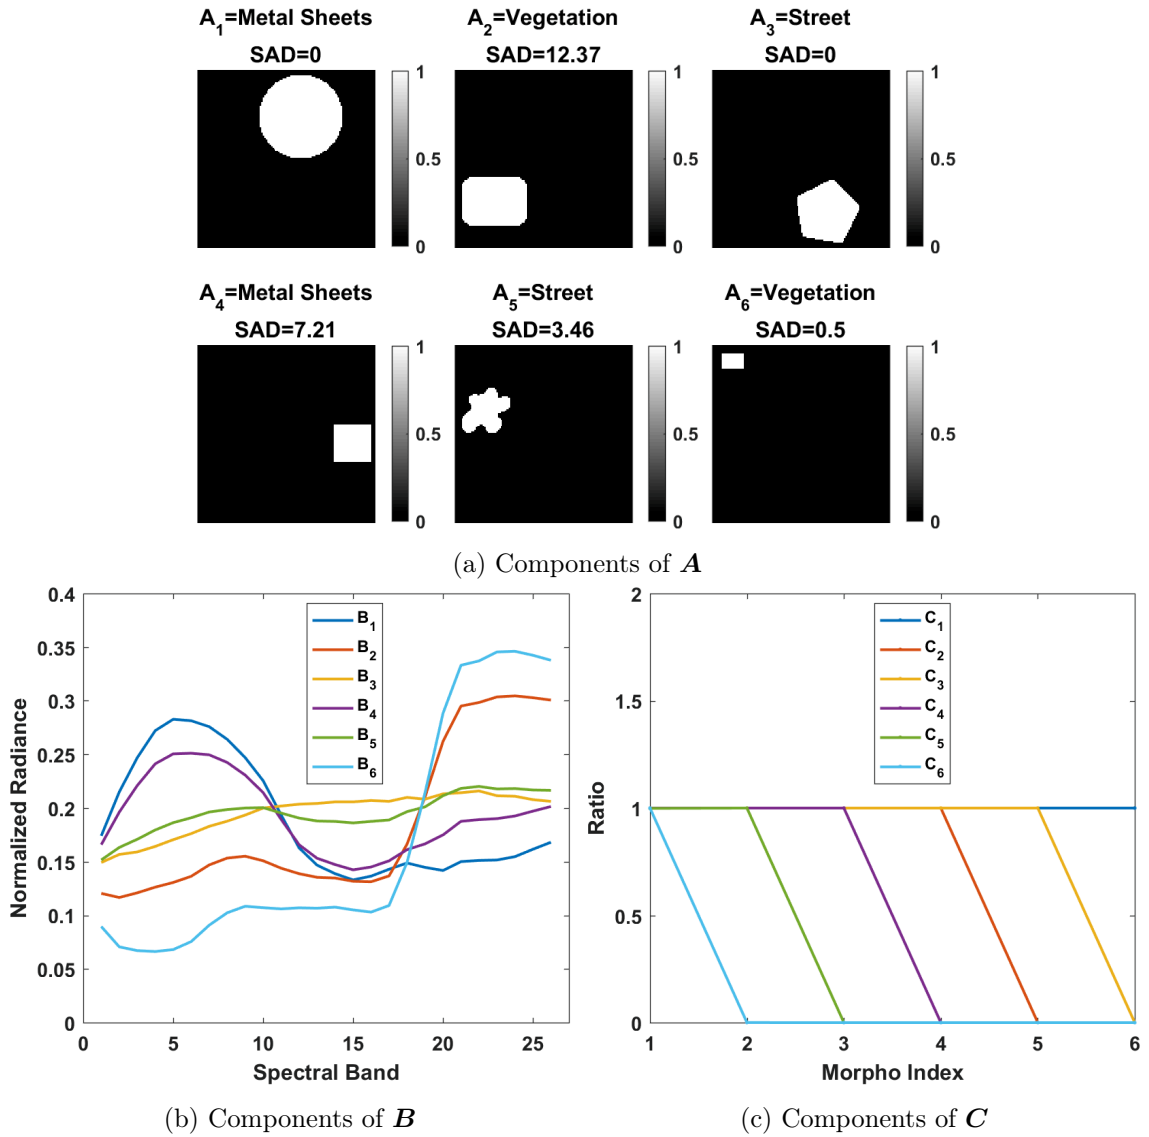 A1=Metal Sheets
SAD=0
A2=Vegetation
SAD=12.37
A3=Street
SAD=0
1
0.5
0
1
0.5
0
1
0.5
0
A4=Metal Sheets
SAD=7.21
A5=Street
SAD=3.46
A6=Vegetation
SAD=0.5
1
0.5
0
1
0.5
0
1
0.5
0
(a) Components of A
0.4
0.35
0.3
0.25
0.2
0.15
0.1
0.05
0
Normalized Radiance
B1
B2
B3
B4
B5
B6
0 5 10 15 20 25
Spectral Band
(b) Components of B
2
1.5
1
0.5
0
Ratio
C1
C2
C3
C4
C5
C6
1 2 3 4 5 6
Morpho Index
(c) Components of C